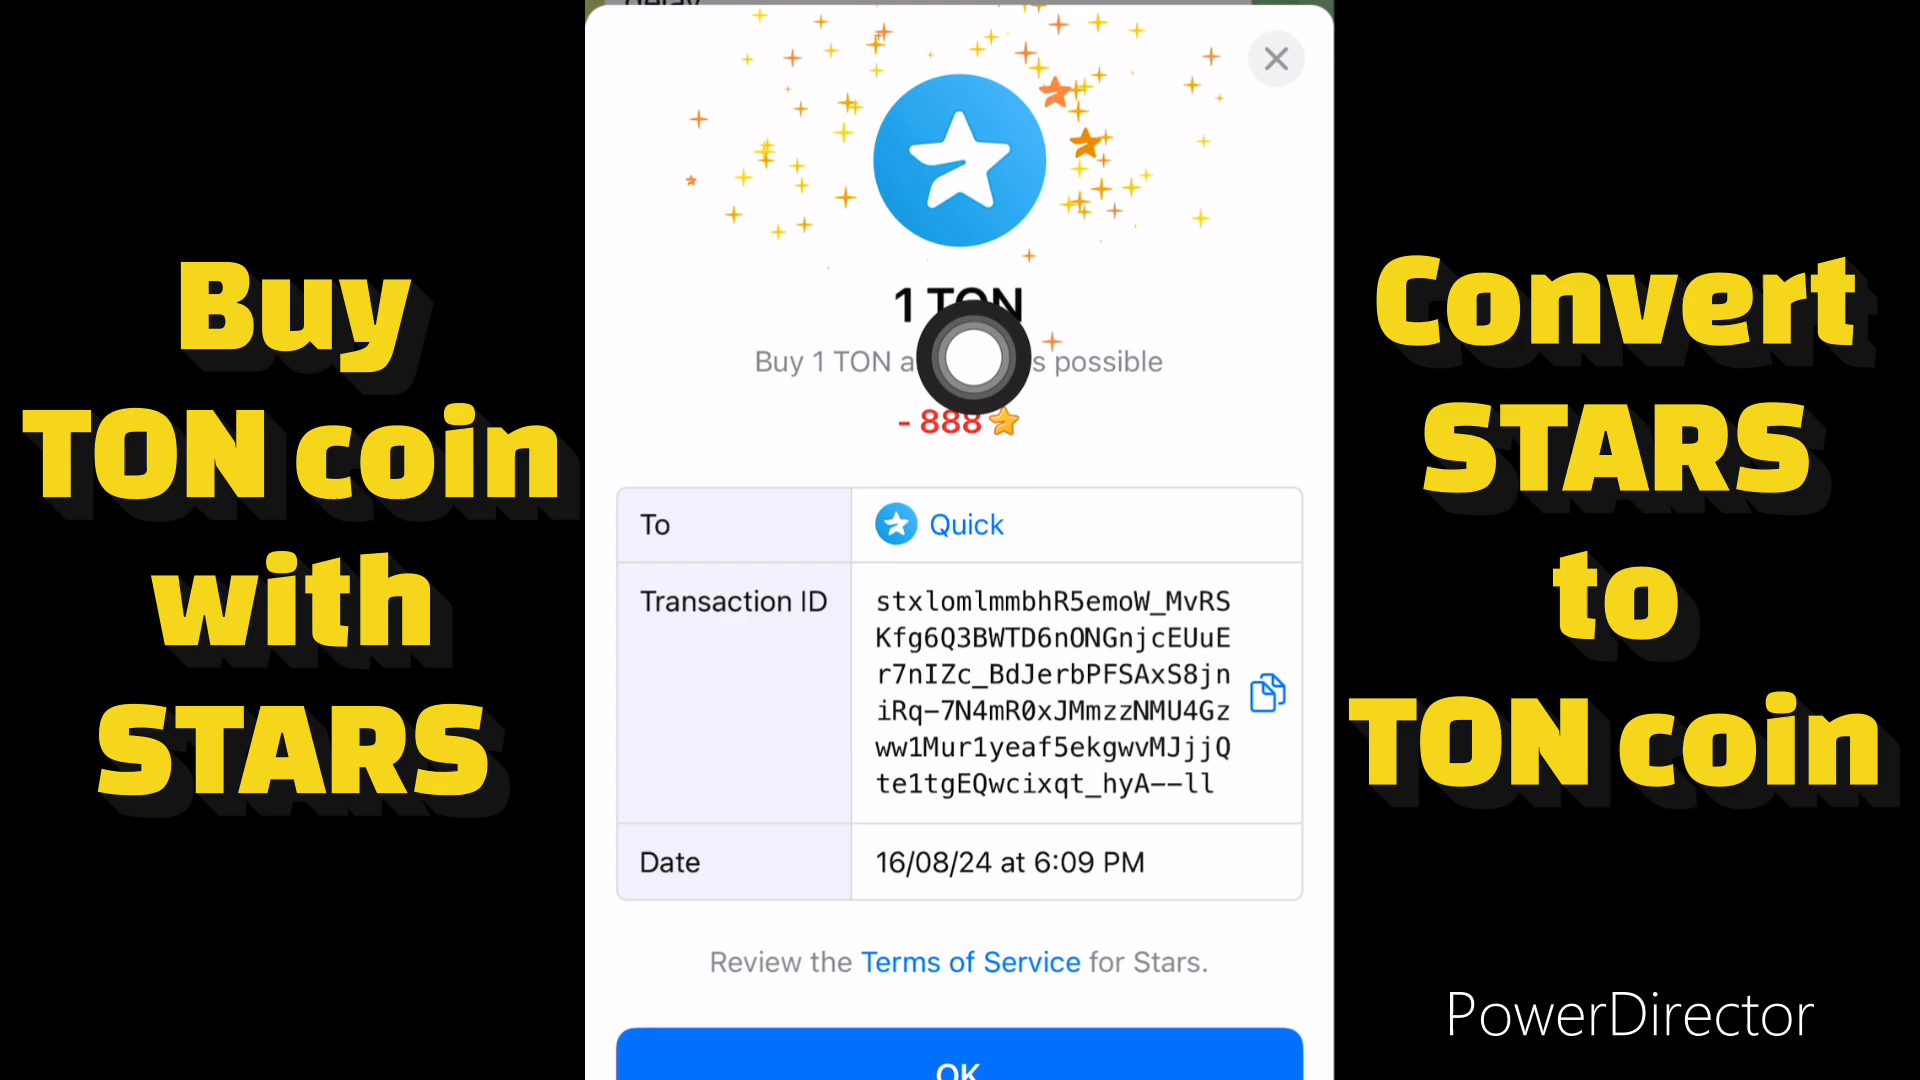 Buy
TON coin
with
STARS
1 TON
Buy 1 TON a s possible
- 888
To
Quick
Transaction ID
stxlomlmmbhR5emoW_MvRS
Kfg6Q3BWTD6nONGnjcEUuE
r7nIZc_BdJerbPFSAxS8jn
iRq-7N4mR0xJMmzzNMU4Gz
ww1Mur1yeaf5ekgwvMJjjQ
te1tgEQwcixqt_hyA--ll
Date
16/08/24 at 6:09 PM
Review the Terms of Service for Stars.
OK
Convert
STARS
to
TON coin
PowerDirector